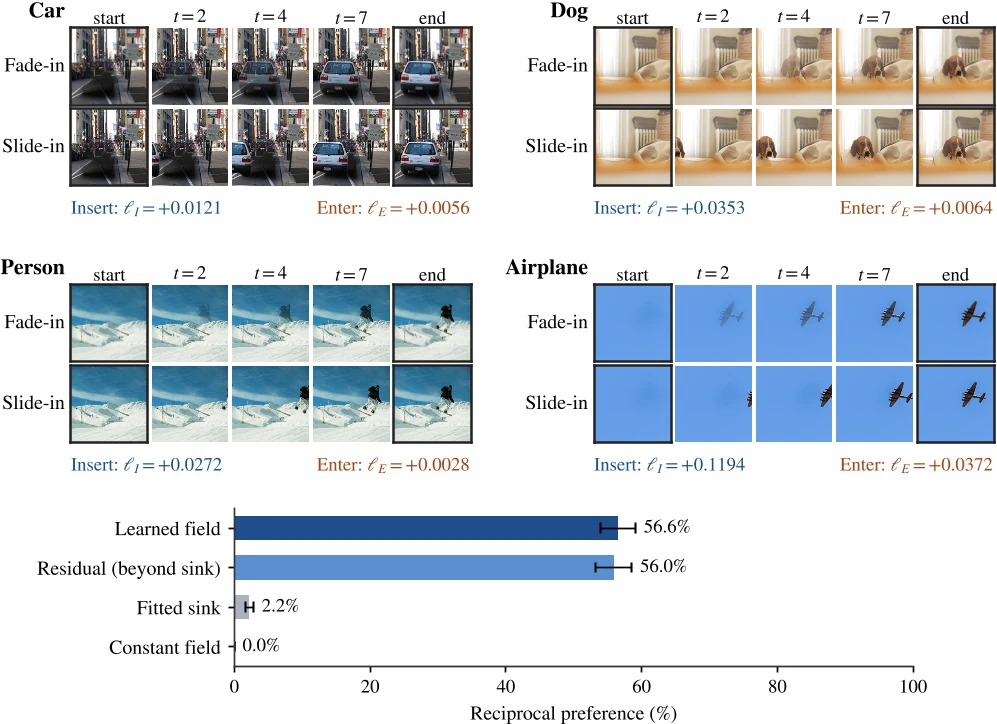 Car
start t=2 t=4 t=7 end
Fade-in
Slide-in
Insert: ℓ_I=+0.0121 Enter: ℓ_E=+0.0056
Dog
start t=2 t=4 t=7 end
Fade-in
Slide-in
Insert: ℓ_I=+0.0353 Enter: ℓ_E=+0.0064
Person
start t=2 t=4 t=7 end
Fade-in
Slide-in
Insert: ℓ_I=+0.0272 Enter: ℓ_E=+0.0028
Airplane
start t=2 t=4 t=7 end
Fade-in
Slide-in
Insert: ℓ_I=+0.1194 Enter: ℓ_E=+0.0372
Learned field 56.6%
Residual (beyond sink) 56.0%
Fitted sink 2.2%
Constant field 0.0%
0 20 40 60 80 100
Reciprocal preference (%)